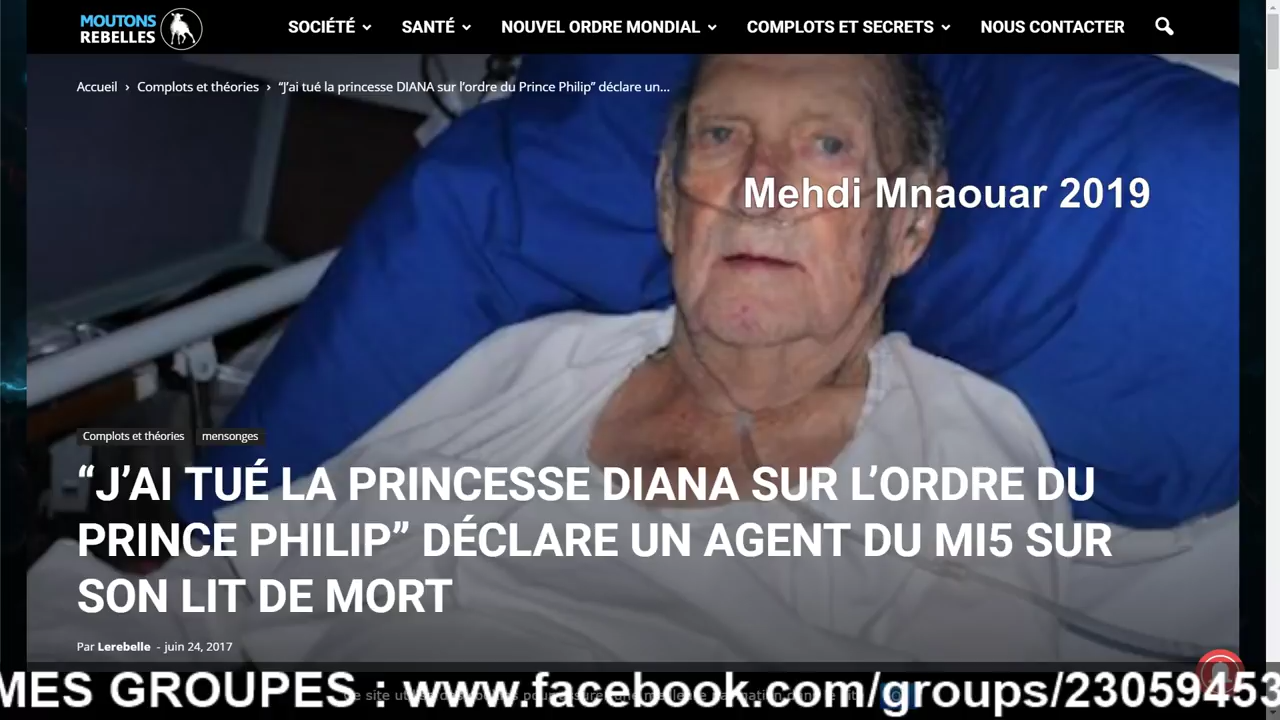 MOUTONS
REBELLES
SOCIÉTÉ SANTÉ NOUVEL ORDRE MONDIAL COMPLOTS ET SECRETS NOUS CONTACTER
Accueil › Complots et théories › “J’ai tué la princesse DIANA sur l’ordre du Prince Philip” déclare un...
Mehdi Mnaouar 2019
Complots et théories mensonges
“J’AI TUÉ LA PRINCESSE DIANA SUR L’ORDRE DU
PRINCE PHILIP” DÉCLARE UN AGENT DU MI5 SUR
SON LIT DE MORT
Par Lerebelle - juin 24, 2017
MES GROUPES : www.facebook.com/groups/23059453